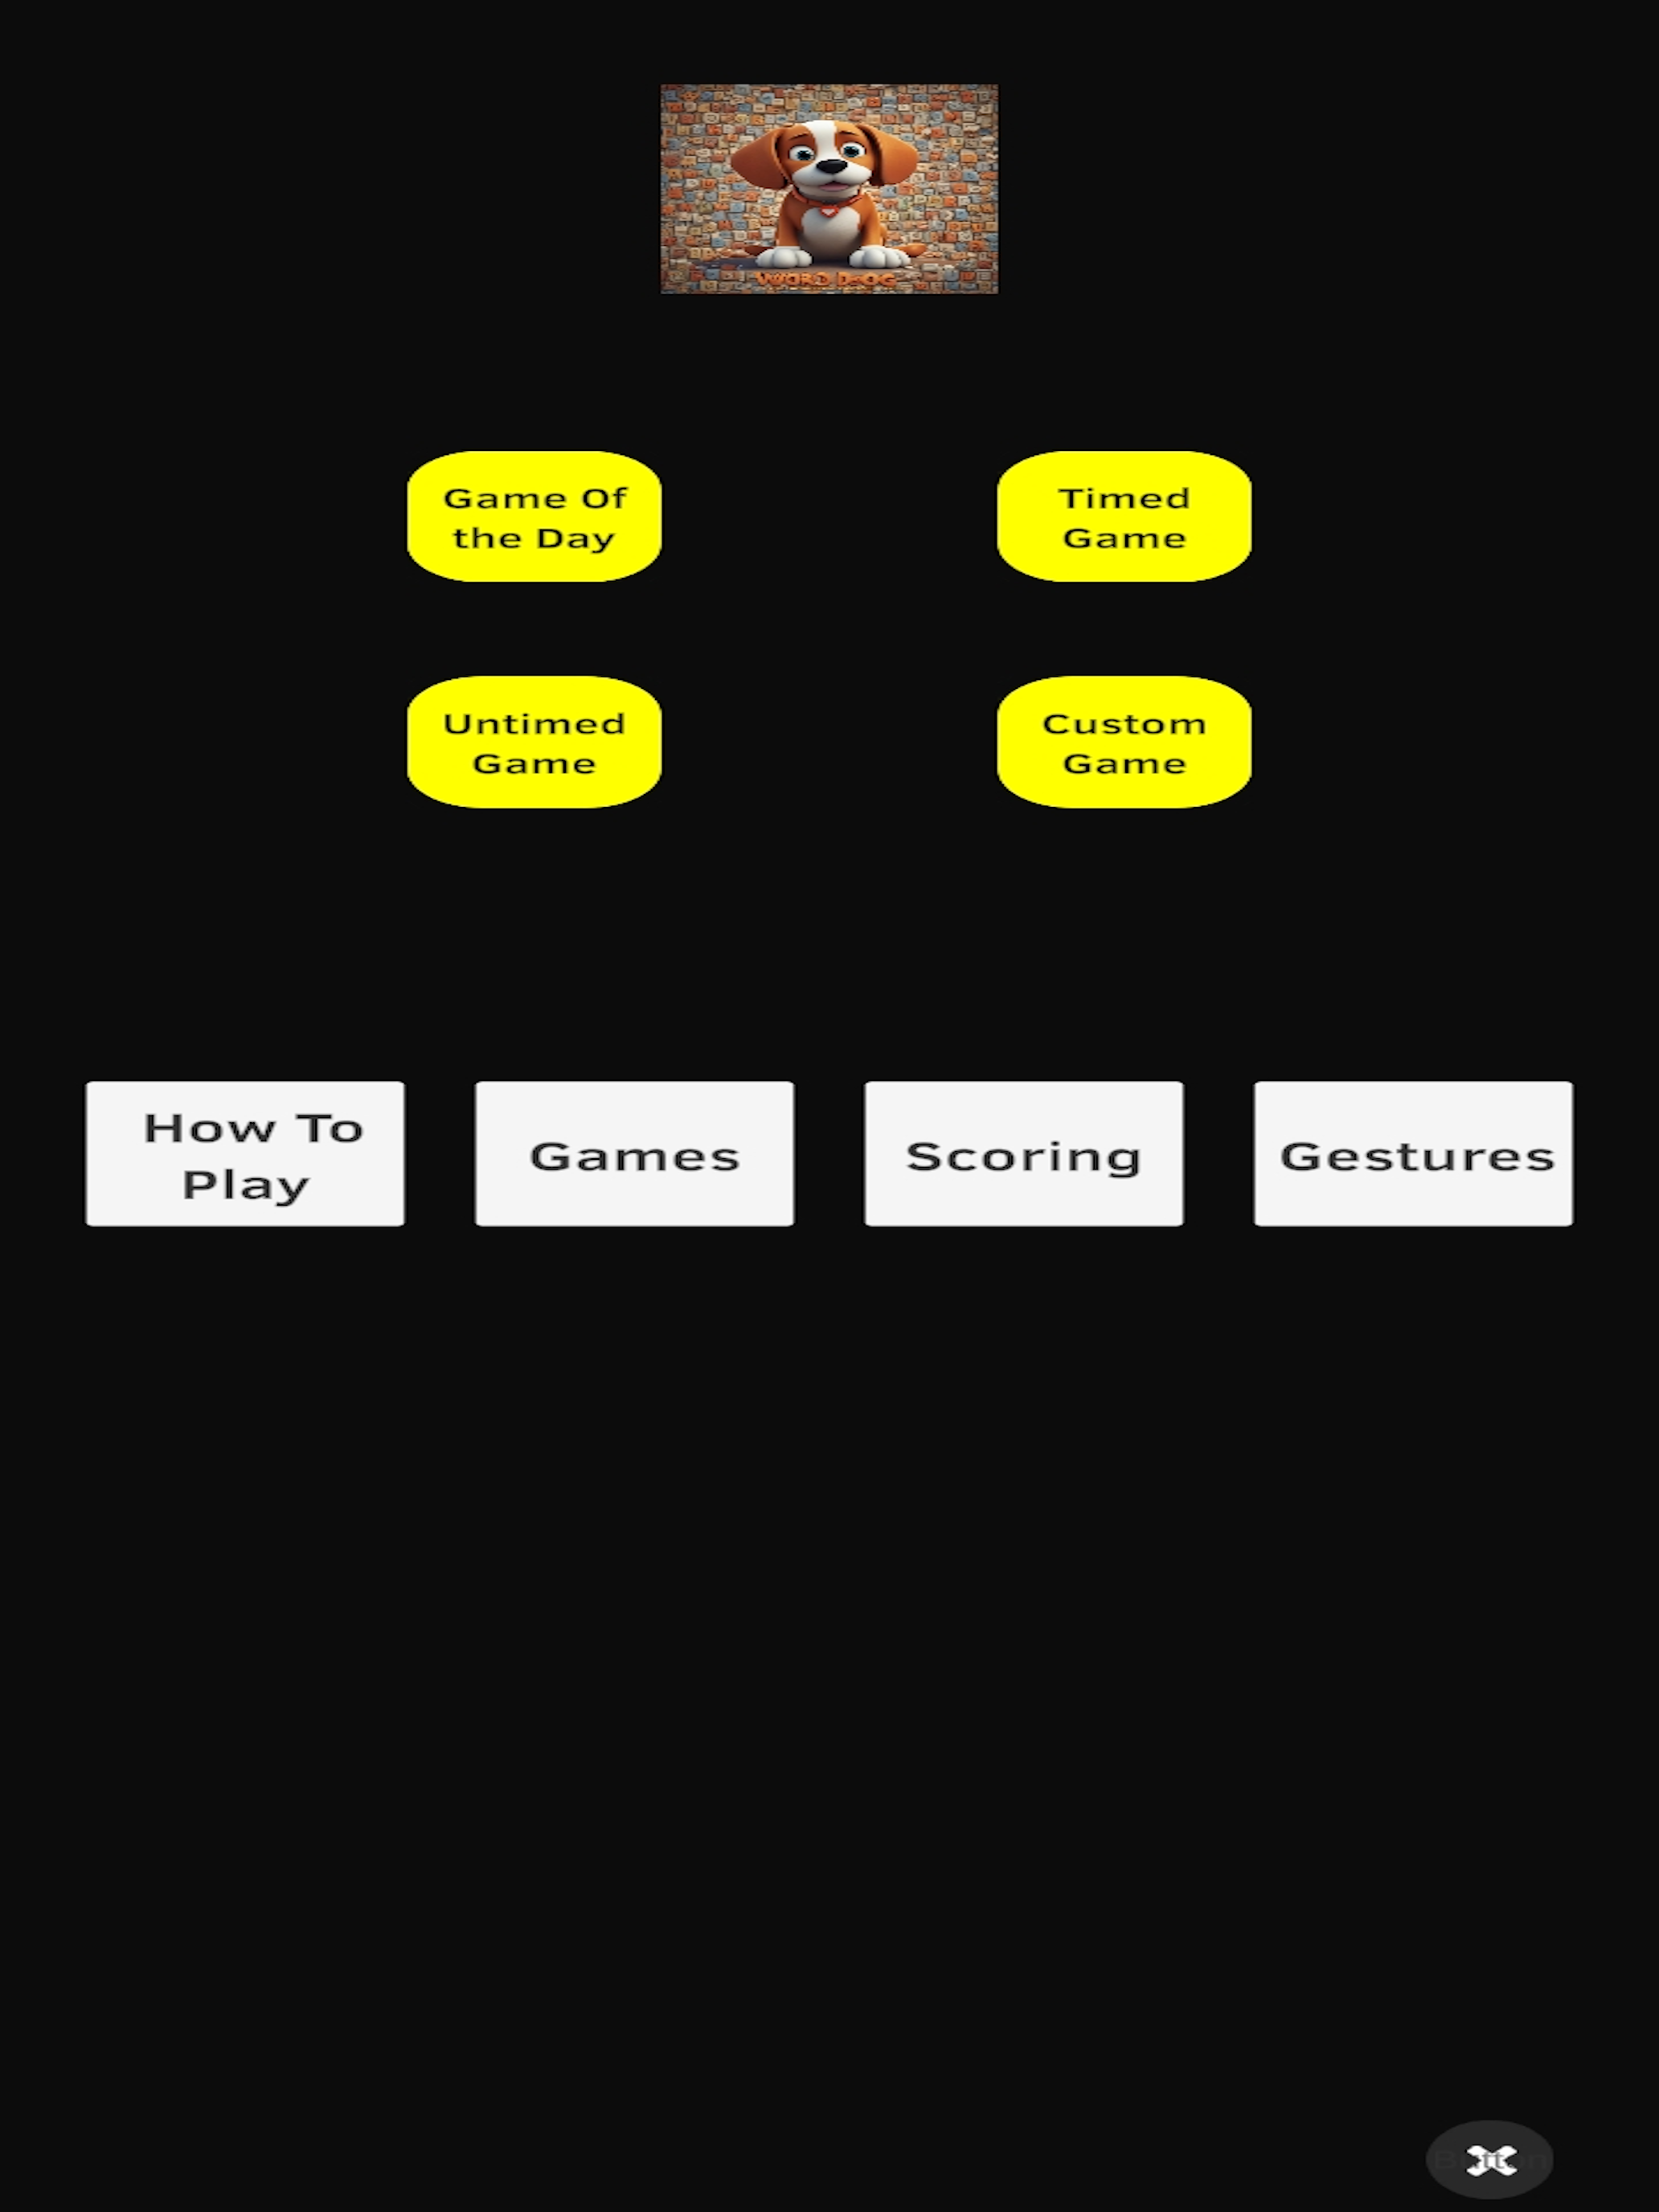 WORD DOG
Game Of
the Day
Timed
Game
Untimed
Game
Custom
Game
How To
Play
Games
Scoring
Gestures